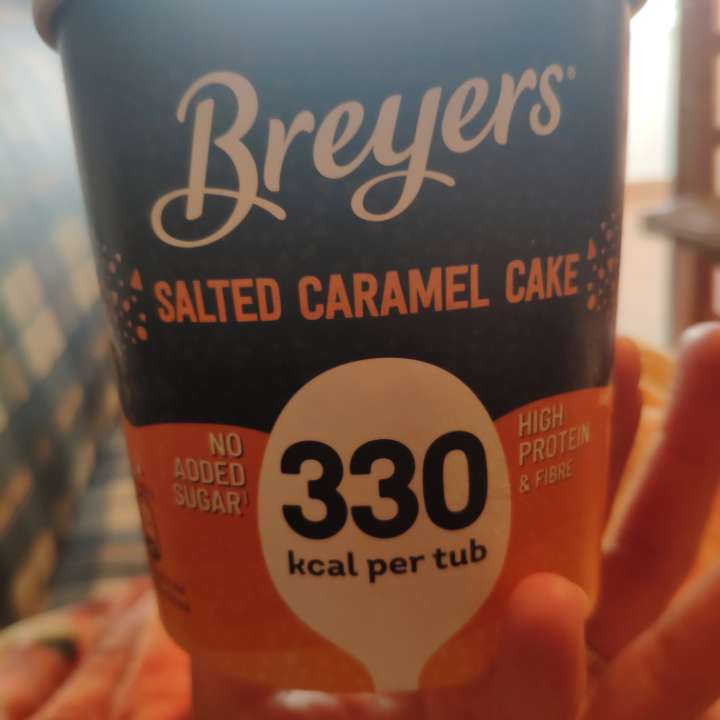 Breyers®
SALTED CARAMEL CAKE
NO
ADDED
SUGAR
330
kcal per tub
HIGH
PROTEIN
& FIBRE